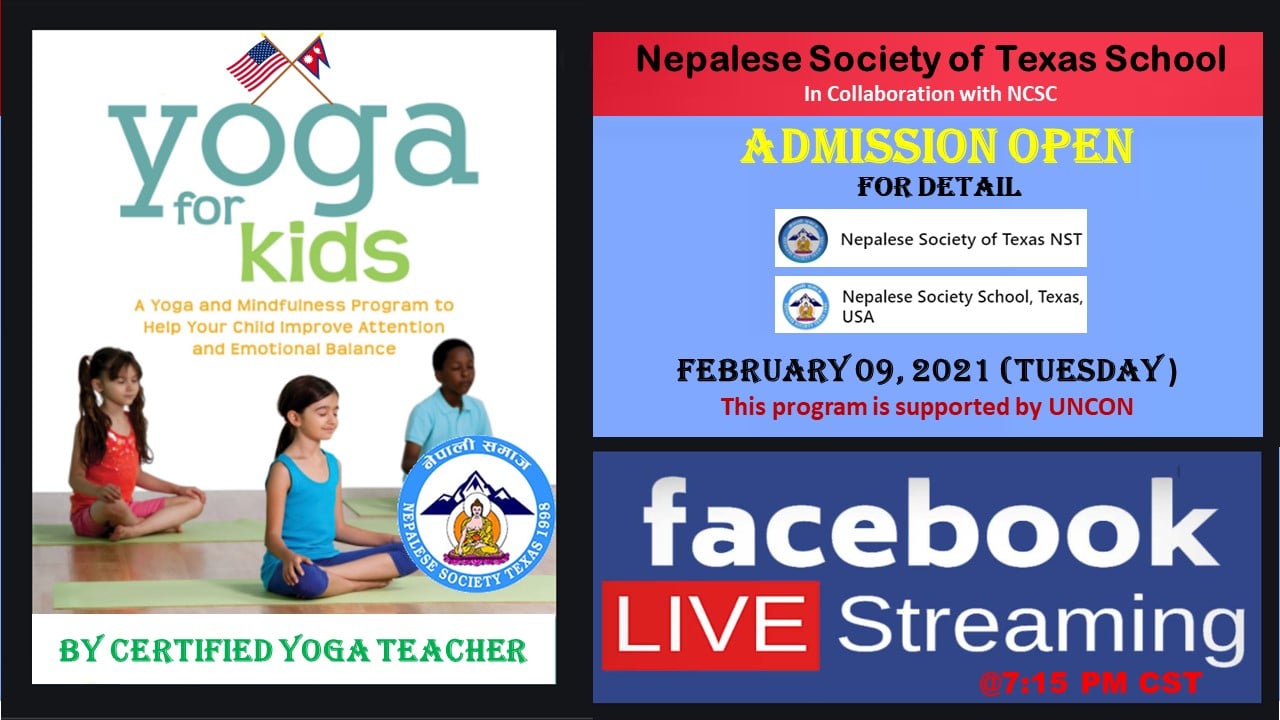 yoga
for
kids
A Yoga and Mindfulness Program to
Help Your Child Improve Attention
and Emotional Balance
नेपाली समाज
NEPALESE SOCIETY TEXAS 1998
BY CERTIFIED YOGA TEACHER
Nepalese Society of Texas School
In Collaboration with NCSC
ADMISSION OPEN
FOR DETAIL
Nepalese Society of Texas NST
Nepalese Society School, Texas,
USA
FEBRUARY 09, 2021 (TUESDAY)
This program is supported by UNCON
facebook
LIVE Streaming
@7:15 PM CST